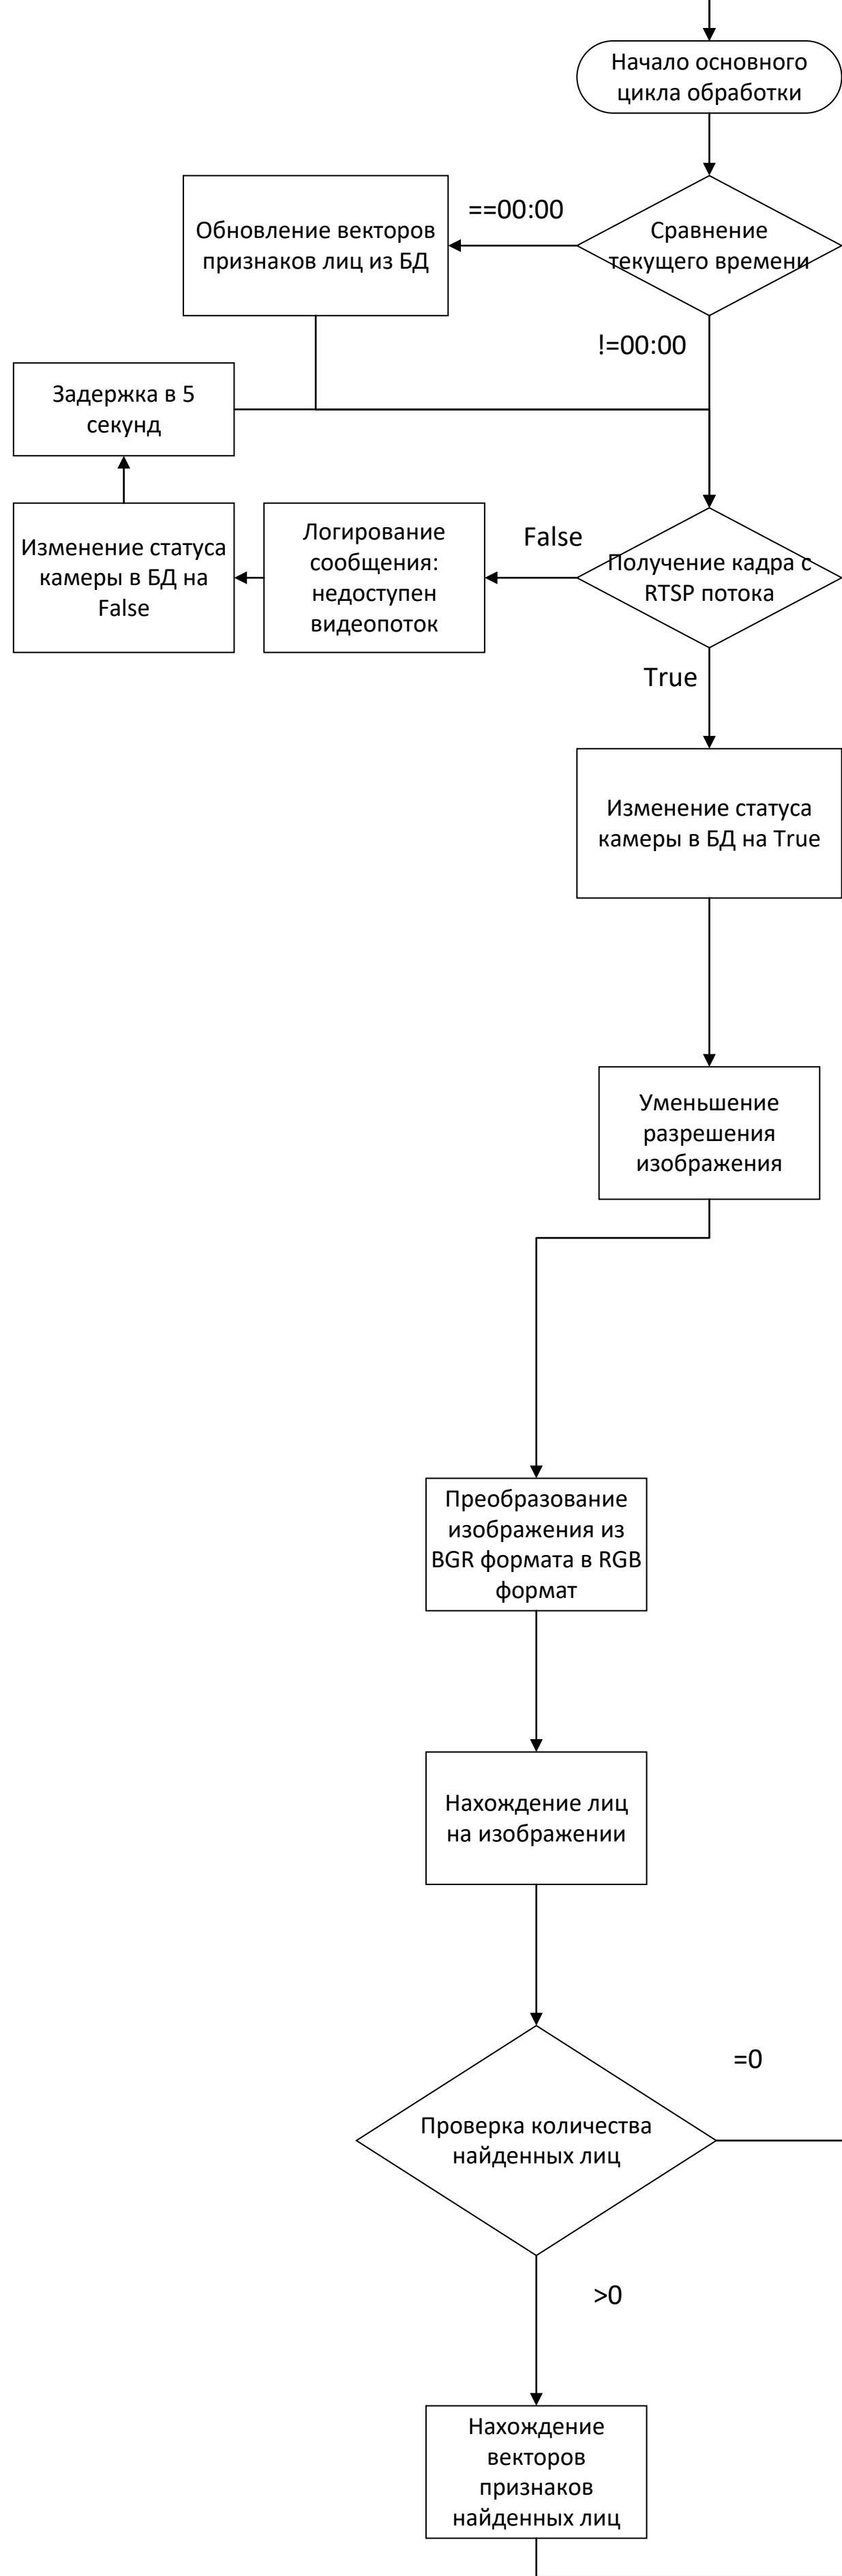 Начало основного
цикла обработки
==00:00
Обновление векторов
признаков лиц из БД
Сравнение
текущего времени
!=00:00
Задержка в 5
секунд
Изменение статуса
камеры в БД на
False
Логирование
сообщения:
недоступен
видеопоток
False
Получение кадра с
RTSP потока
True
Изменение статуса
камеры в БД на True
Уменьшение
разрешения
изображения
Преобразование
изображения из
BGR формата в RGB
формат
Нахождение лиц
на изображении
=0
Проверка количества
найденных лиц
>0
Нахождение
векторов
признаков
найденных лиц